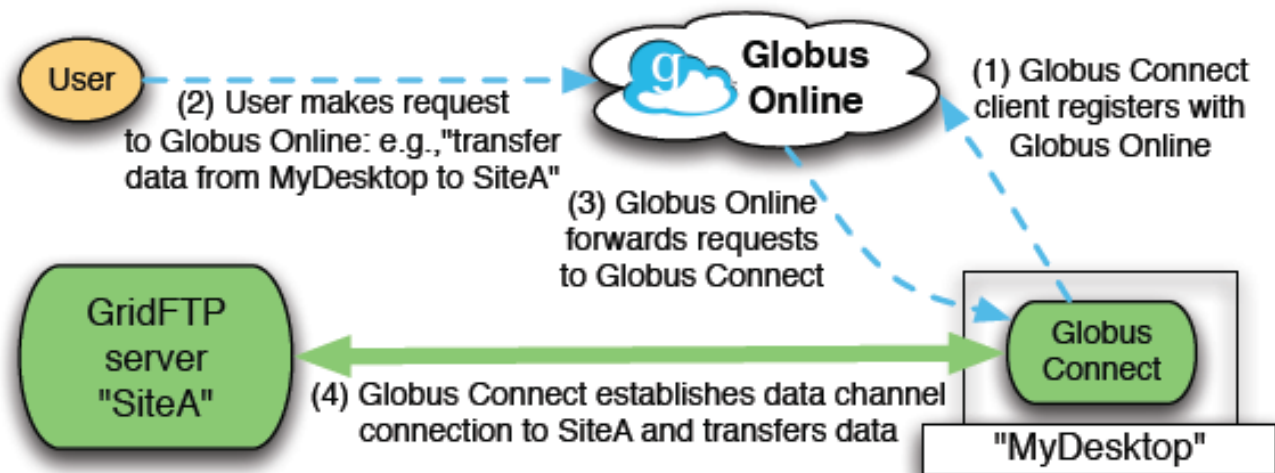 User
(2) User makes request
to Globus Online: e.g.,"transfer
data from MyDesktop to SiteA"
g
Globus
Online
(1) Globus Connect
client registers with
Globus Online
(3) Globus Online
forwards requests
to Globus Connect
GridFTP
server
"SiteA"
(4) Globus Connect establishes data channel
connection to SiteA and transfers data
Globus
Connect
"MyDesktop"